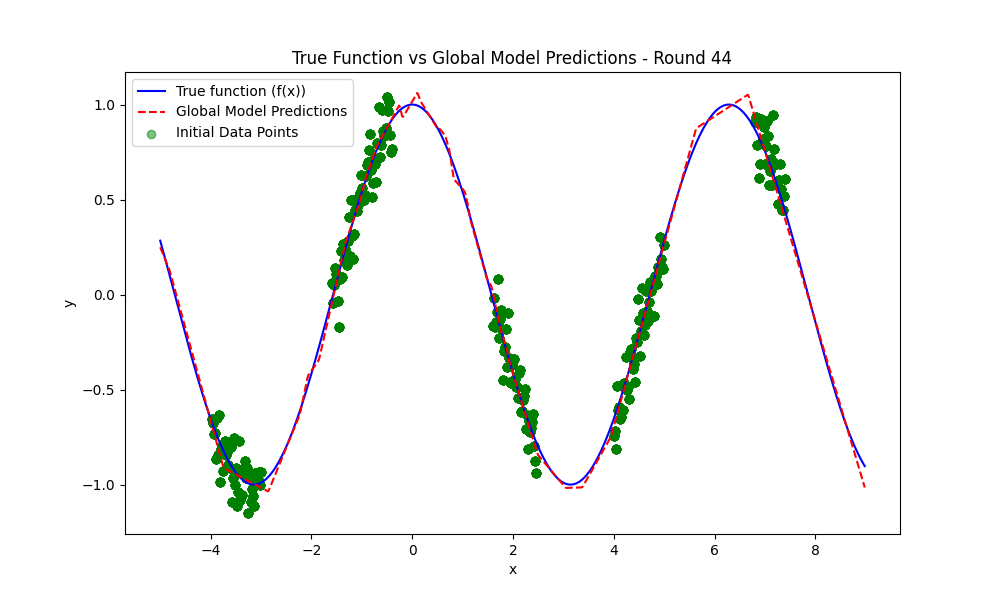 True Function vs Global Model Predictions - Round 44
True function (f(x))
Global Model Predictions
Initial Data Points
1.0
0.5
0.0
−0.5
−1.0
y
−4
−2
0
2
4
6
8
x